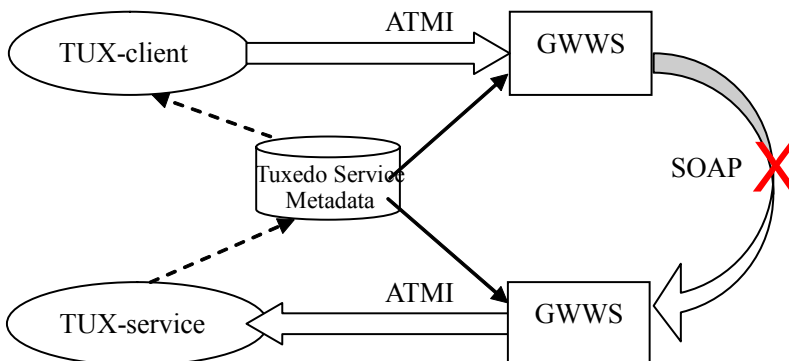 ATMI
TUX-client
GWWS
SOAP
Tuxedo Service
Metadata
ATMI
TUX-service
GWWS